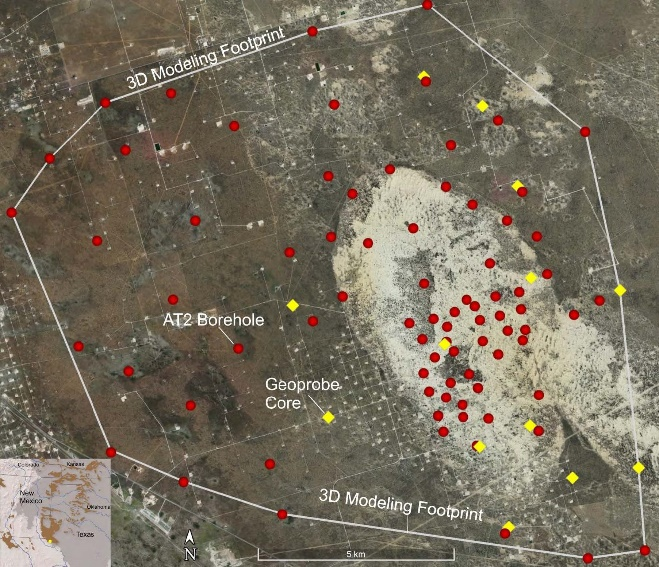 3D Modeling Footprint
AT2 Borehole
Geoprobe
Core
3D Modeling Footprint
N
5 km
Colorado
Kansas
New
Mexico
Oklahoma
Texas